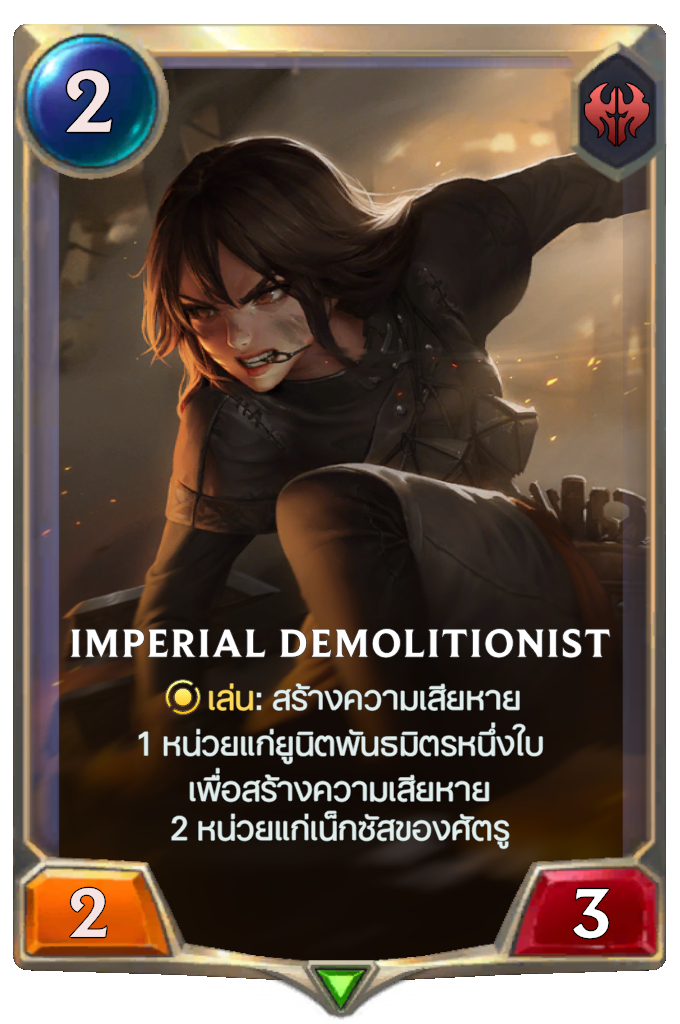 2
IMPERIAL DEMOLITIONIST
เล่น: สร้างความเสียหาย
1 หน่วยแก่ยูนิตพันธมิตรหนึ่งใบ
เพื่อสร้างความเสียหาย
2 หน่วยแก่เน็กซัสของศัตรู
2
3